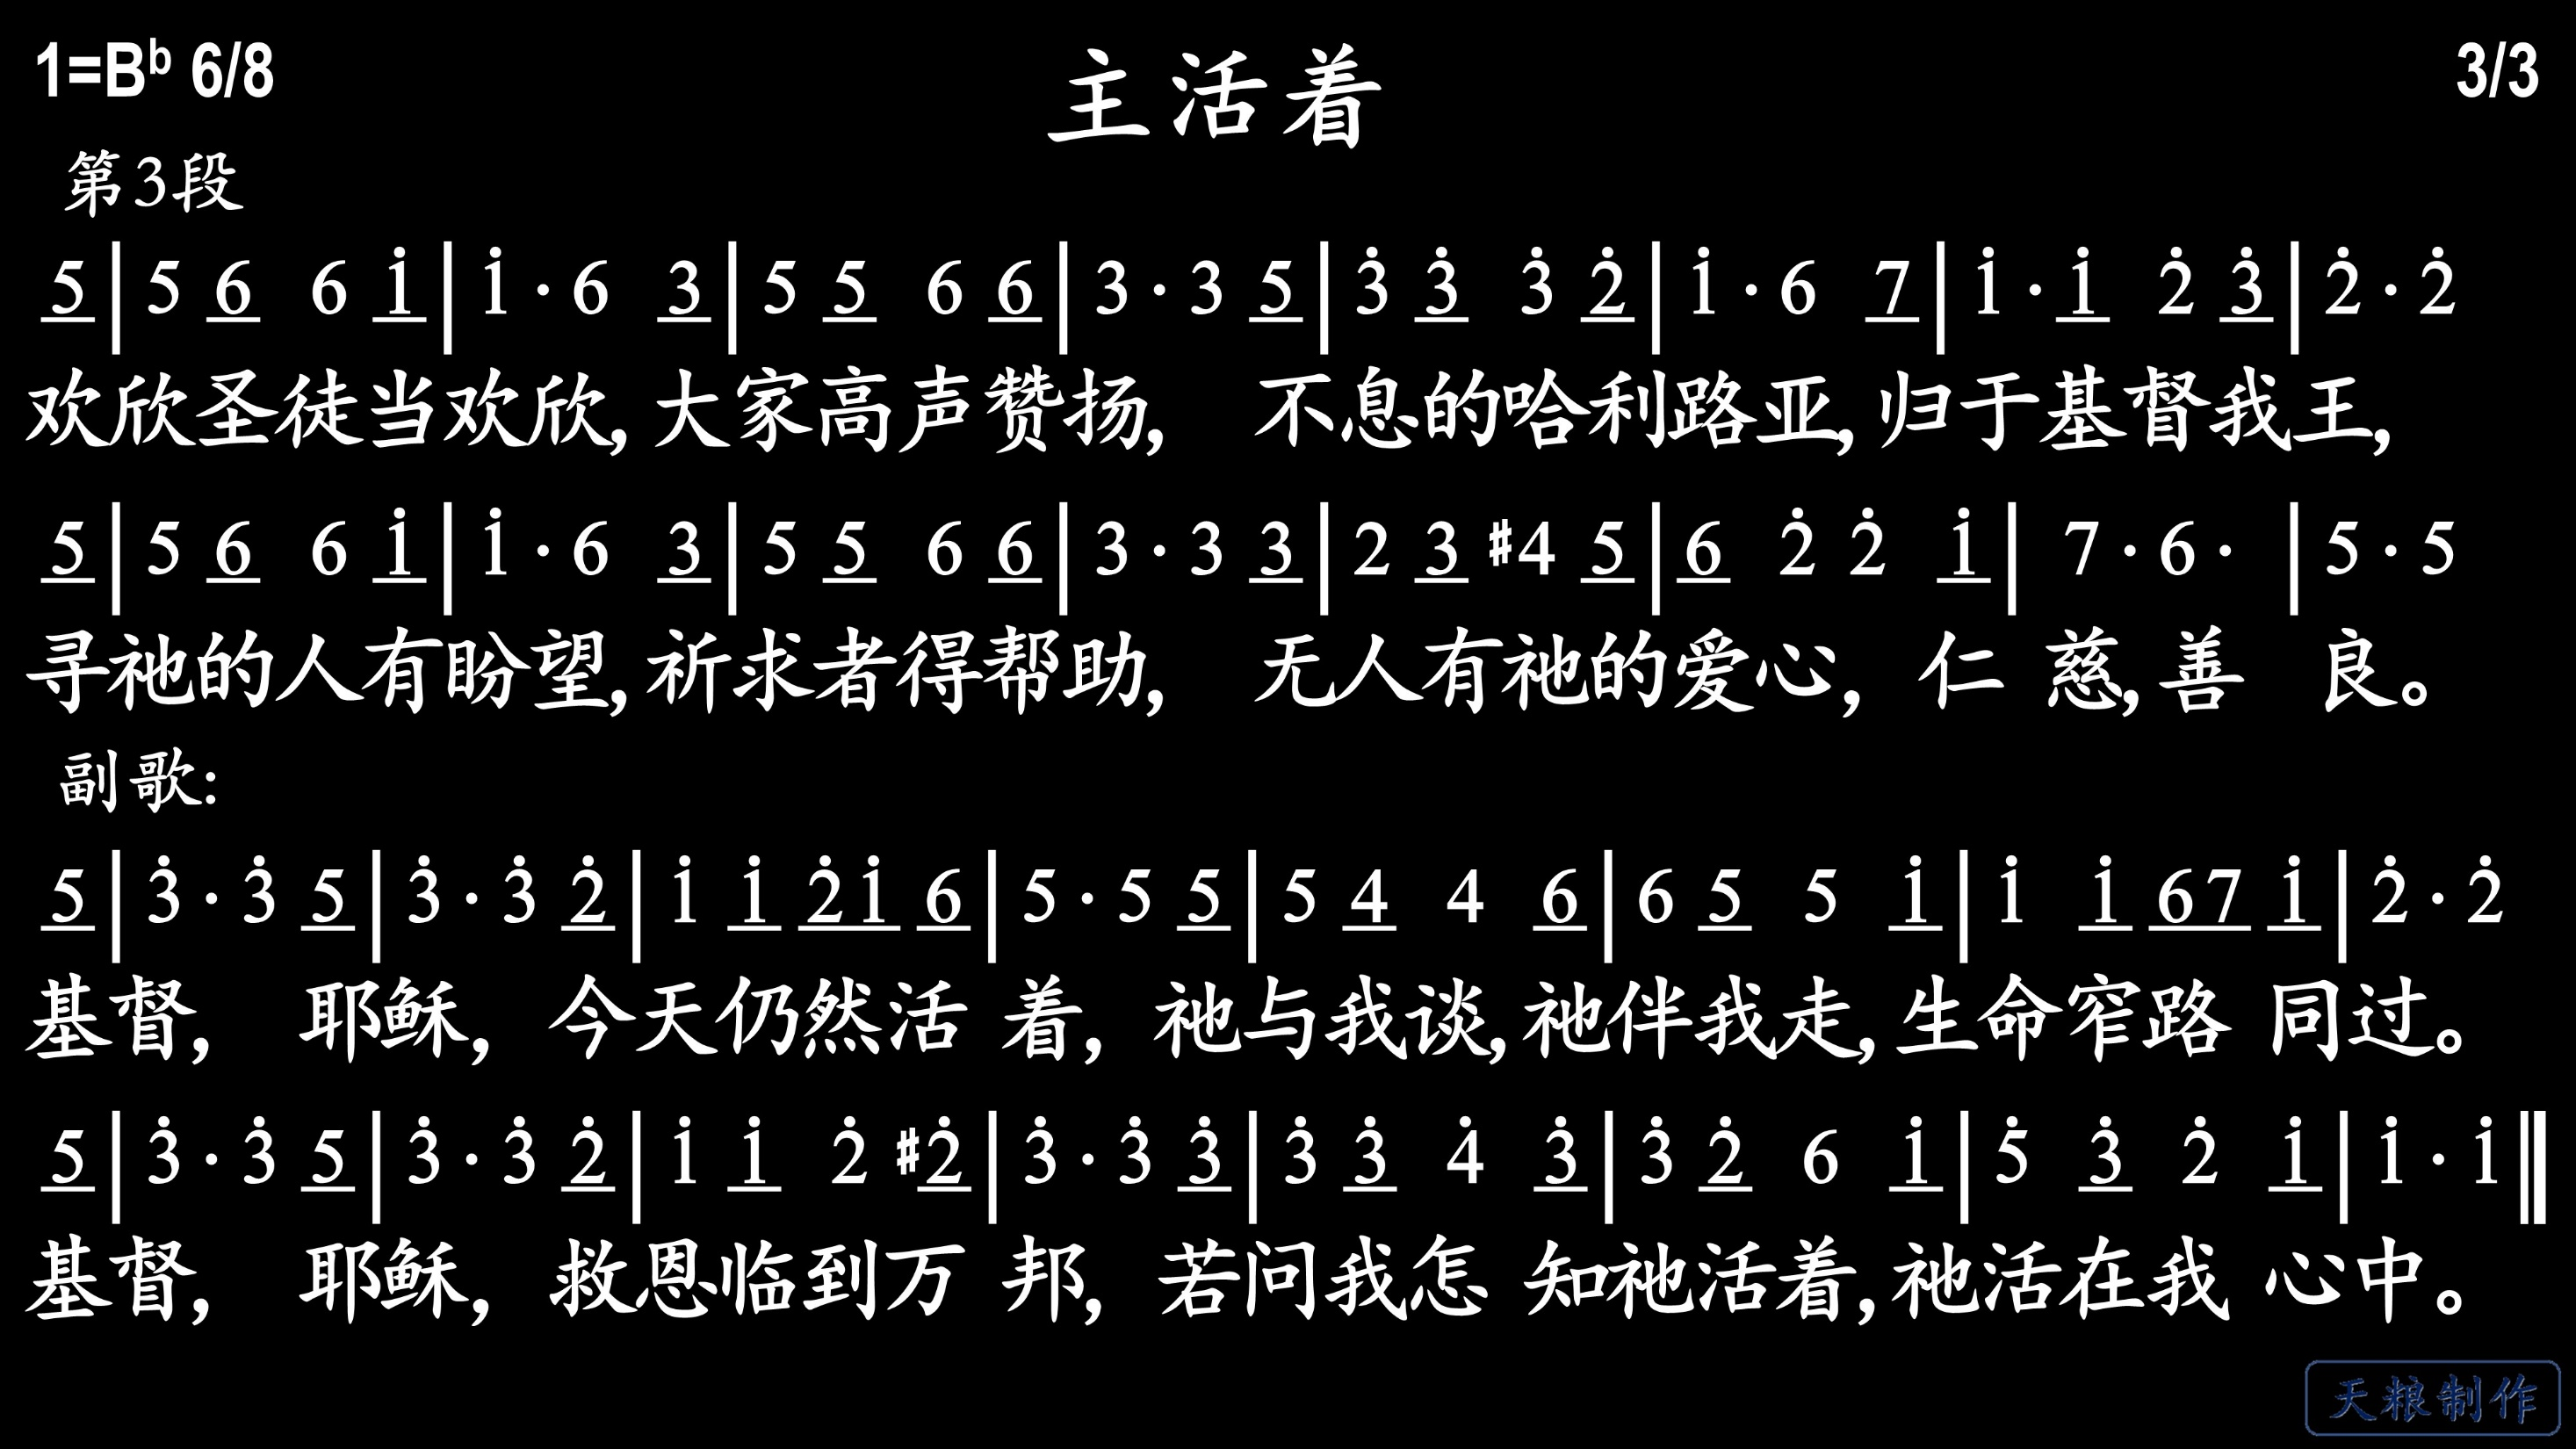 1=B♭ 6/8 主活着 3/3
第3段
5 | 5 6 6 i | i · 6 3 | 5 5 6 6 | 3 · 3 5 | 3̇ 3̇ 3̇ 2̇ | i · 6 7 | i · i 2̇ 3̇ | 2̇ · 2̇
欢欣圣徒当欢欣, 大家高声赞扬, 不息的哈利路亚, 归于基督我王,
5 | 5 6 6 i | i · 6 3 | 5 5 6 6 | 3 · 3 3 | 2 3 #4 5 | 6 2̇ 2̇ i | 7 · 6 · | 5 · 5
寻祂的人有盼望, 祈求者得帮助, 无人有祂的爱心, 仁 慈, 善 良。
副歌:
5 | 3̇ · 3̇ 5 | 3̇ · 3̇ 2̇ | i i 2̇ i 6 | 5 · 5 5 | 5 4 4 6 | 6 5 5 i | i i 6 7 i | 2̇ · 2̇
基督, 耶稣, 今天仍然活 着, 祂与我谈, 祂伴我走, 生命窄路 同过。
5 | 3̇ · 3̇ 5 | 3̇ · 3̇ 2̇ | i i 2̇ #2̇ | 3̇ · 3̇ 3̇ | 3̇ 3̇ 4̇ 3̇ | 3̇ 2̇ 6 i | 5̇ 3̇ 2̇ i | i · i ‖
基督, 耶稣, 救恩临到万 邦, 若问我怎 知祂活着, 祂活在我 心中。
天粮制作